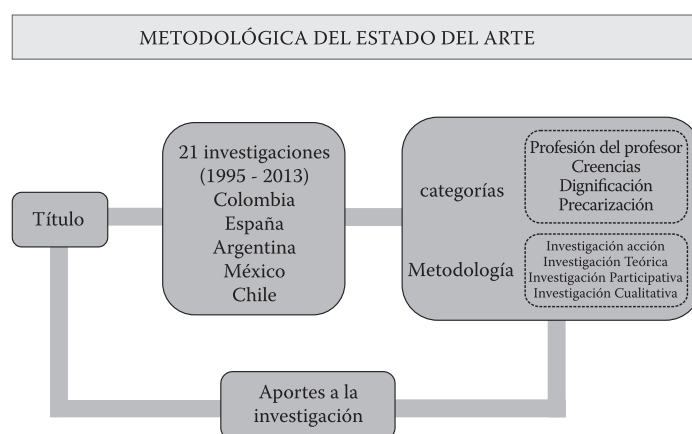 METODOLÓGICA DEL ESTADO DEL ARTE
Título
21 investigaciones
(1995 - 2013)
Colombia
España
Argentina
México
Chile
categorías
Profesión del profesor
Creencias
Dignificación
Precarización
Metodología
Investigación acción
Investigación Teórica
Investigación Participativa
Investigación Cualitativa
Aportes a la
investigación